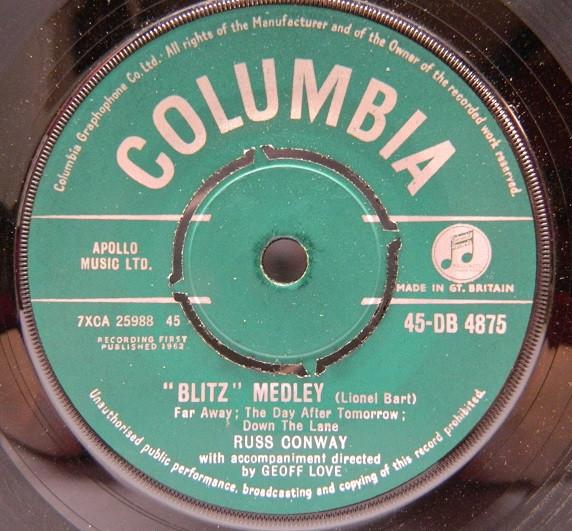 Columbia Graphophone Co. Ltd. All rights of the Manufacturer and of the Owner of the recorded work reserved.
COLUMBIA
APOLLO
MUSIC LTD.
MADE IN GT. BRITAIN
7XCA 25988 45
45-DB 4875
RECORDING FIRST
PUBLISHED 1962
"BLITZ" MEDLEY (Lionel Bart)
Far Away; The Day After Tomorrow;
Down The Lane
RUSS CONWAY
with accompaniment directed
by GEOFF LOVE
Unauthorised public performance, broadcasting and copying of this record prohibited.